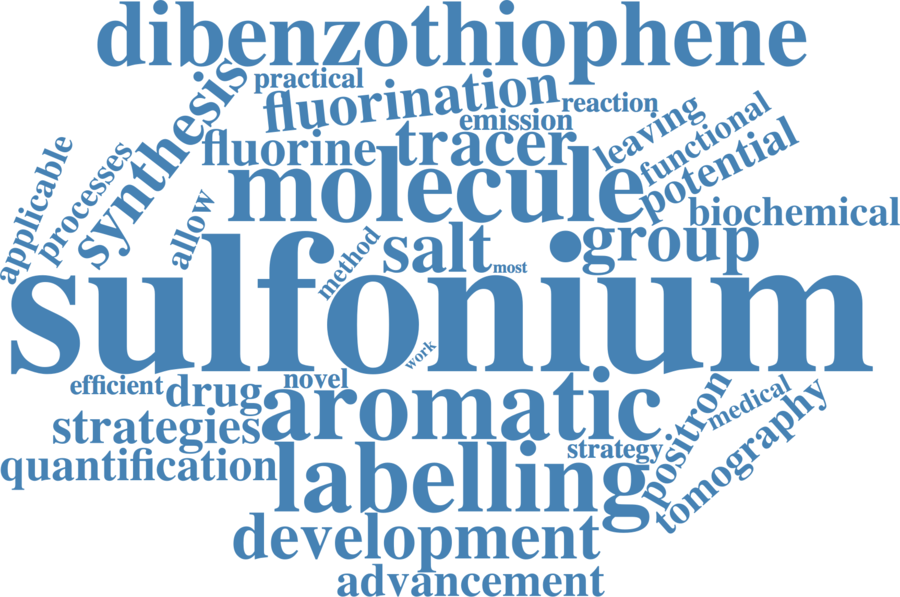 dibenzothiophene
practical
fluorination
reaction
emission
synthesis
fluorine
tracer
leaving
functional
potential
applicable
processes
allow
molecule
biochemical
group
salt
method
most
sulfonium
work
efficient
drug
novel
aromatic
strategies
strategy
positron
medical
tomography
quantification
labelling
development
advancement